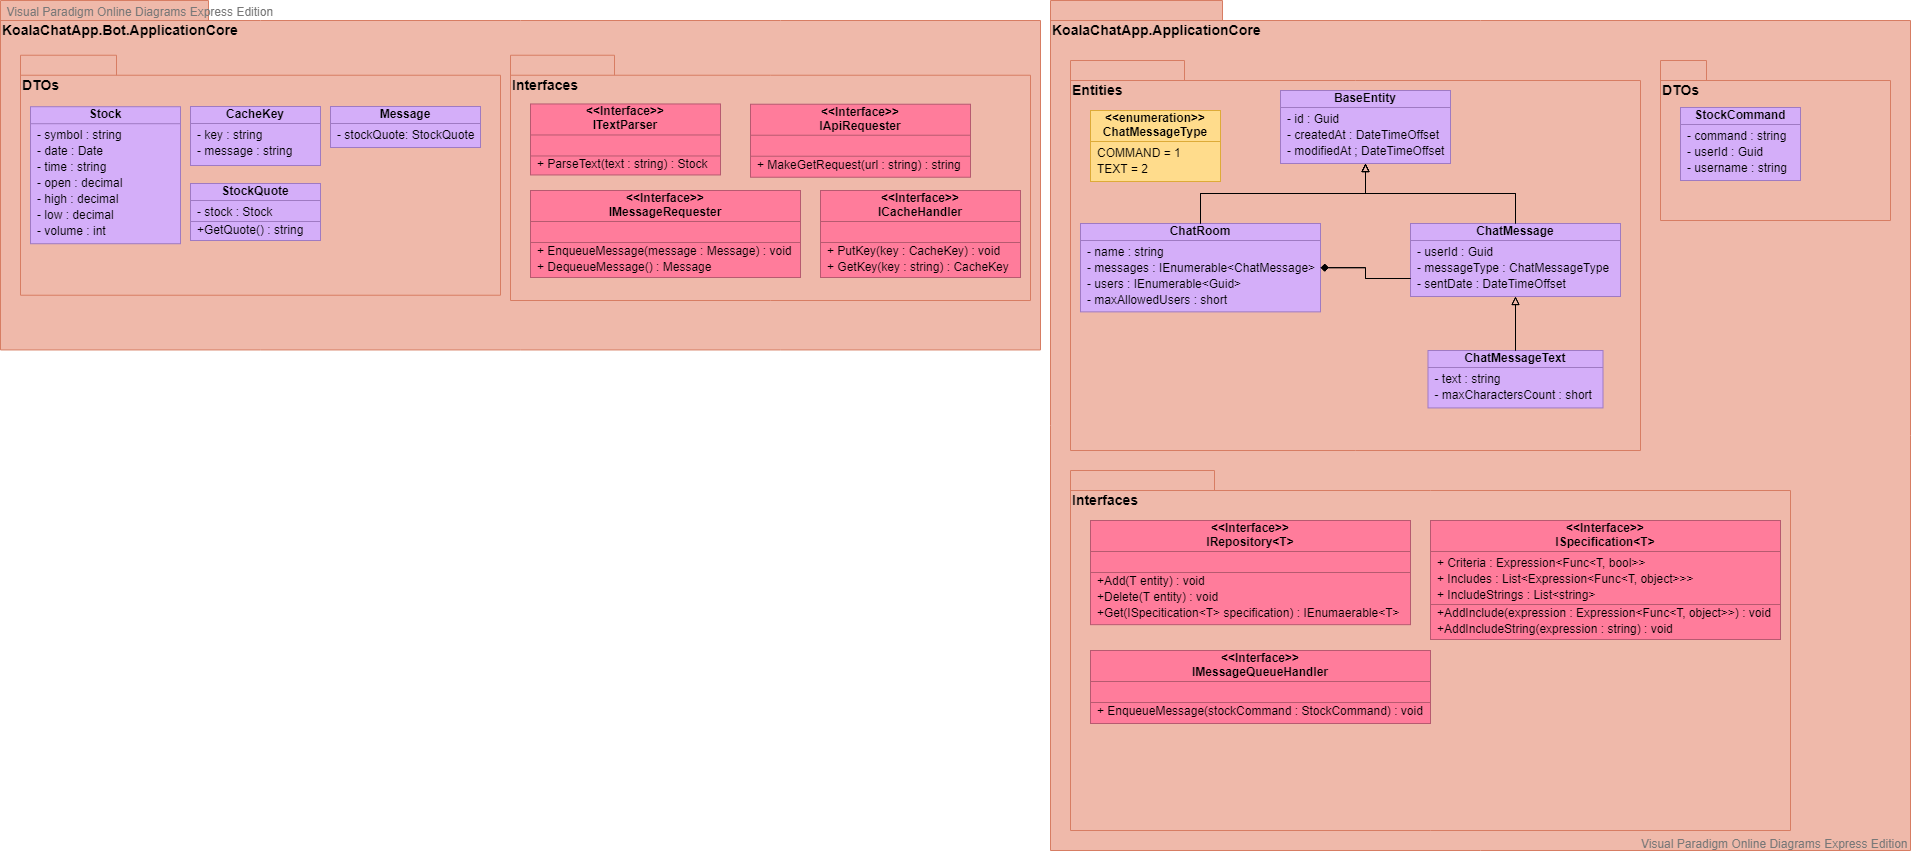 Visual Paradigm Online Diagrams Express Edition
KoalaChatApp.Bot.ApplicationCore
DTOs
Stock
- symbol : string
- date : Date
- time : string
- open : decimal
- high : decimal
- low : decimal
- volume : int
CacheKey
- key : string
- message : string
Message
- stockQuote: StockQuote
StockQuote
- stock : Stock
+GetQuote() : string
Interfaces
<<Interface>>
ITextParser
+ ParseText(text : string) : Stock
<<Interface>>
IApiRequester
+ MakeGetRequest(url : string) : string
<<Interface>>
IMessageRequester
+ EnqueueMessage(message : Message) : void
+ DequeueMessage() : Message
<<Interface>>
ICacheHandler
+ PutKey(key : CacheKey) : void
+ GetKey(key : string) : CacheKey
KoalaChatApp.ApplicationCore
Entities
<<enumeration>>
ChatMessageType
COMMAND = 1
TEXT = 2
BaseEntity
- id : Guid
- createdAt : DateTimeOffset
- modifiedAt ; DateTimeOffset
ChatRoom
- name : string
- messages : IEnumerable<ChatMessage>
- users : IEnumerable<Guid>
- maxAllowedUsers : short
ChatMessage
- userId : Guid
- messageType : ChatMessageType
- sentDate : DateTimeOffset
ChatMessageText
- text : string
- maxCharactersCount : short
DTOs
StockCommand
- command : string
- userId : Guid
- username : string
Interfaces
<<Interface>>
IRepository<T>
+Add(T entity) : void
+Delete(T entity) : void
+Get(ISpecitication<T> specification) : IEnumaerable<T>
<<Interface>>
ISpecification<T>
+ Criteria : Expression<Func<T, bool>>
+ Includes : List<Expression<Func<T, object>>>
+ IncludeStrings : List<string>
+AddInclude(expression : Expression<Func<T, object>>) : void
+AddIncludeString(expression : string) : void
<<Interface>>
IMessageQueueHandler
+ EnqueueMessage(stockCommand : StockCommand) : void
Visual Paradigm Online Diagrams Express Edition